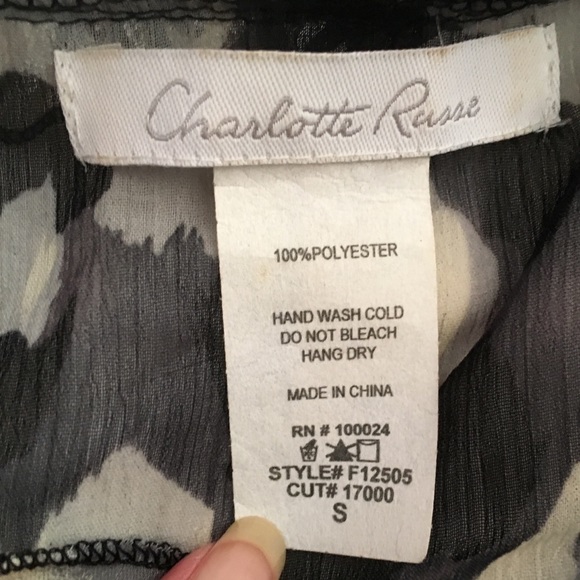 Charlotte Russe
100%POLYESTER
HAND WASH COLD
DO NOT BLEACH
HANG DRY
MADE IN CHINA
RN # 100024
STYLE# F12505
CUT# 17000
S